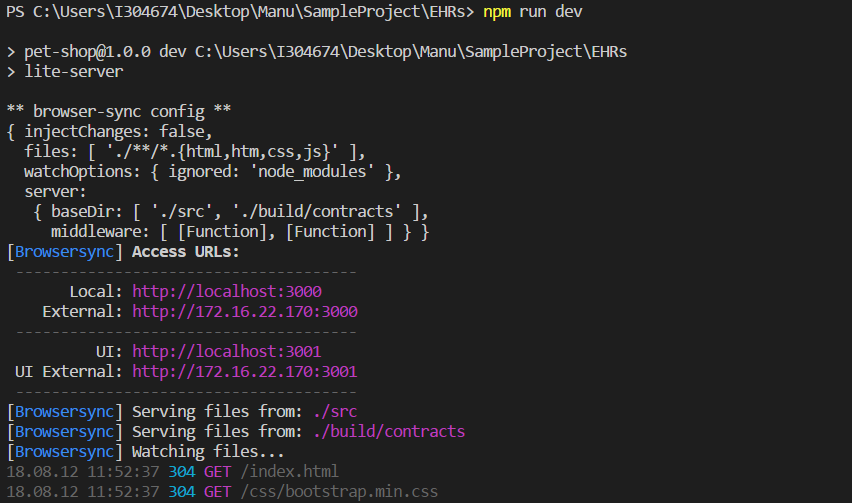 PS C:\Users\I304674\Desktop\Manu\SampleProject\EHRs> npm run dev
> pet-shop@1.0.0 dev C:\Users\I304674\Desktop\Manu\SampleProject\EHRs
> lite-server
** browser-sync config **
{ injectChanges: false,
  files: [ './**/*.{html,htm,css,js}' ],
  watchOptions: { ignored: 'node_modules' },
  server:
   { baseDir: [ './src', './build/contracts' ],
     middleware: [ [Function], [Function] ] } }
[Browsersync] Access URLs:
 --------------------------------------
       Local: http://localhost:3000
    External: http://172.16.22.170:3000
 --------------------------------------
          UI: http://localhost:3001
 UI External: http://172.16.22.170:3001
 --------------------------------------
[Browsersync] Serving files from: ./src
[Browsersync] Serving files from: ./build/contracts
[Browsersync] Watching files...
18.08.12 11:52:37 304 GET /index.html
18.08.12 11:52:37 304 GET /css/bootstrap.min.css